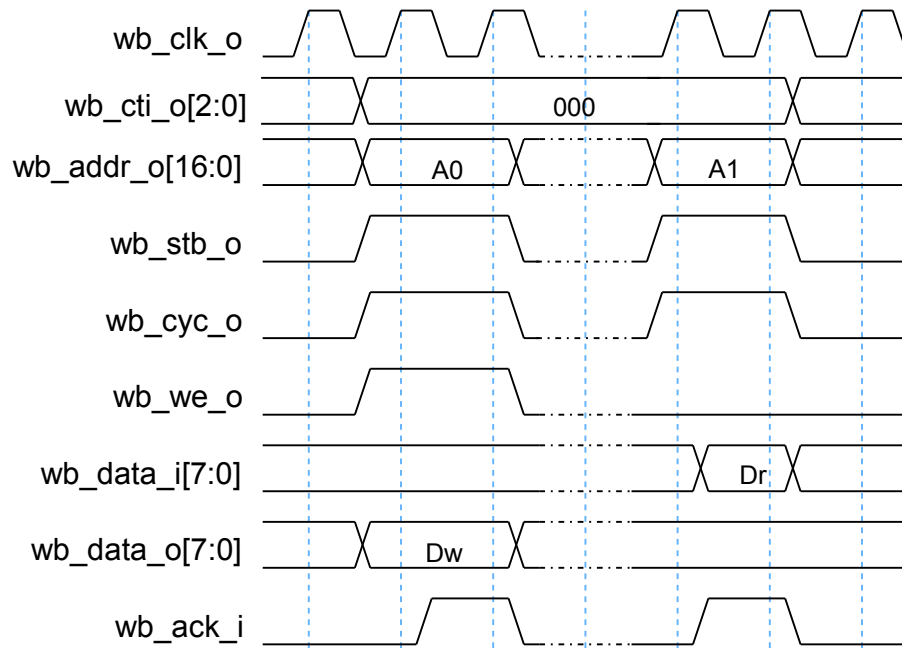 wb_clk_o
wb_cti_o[2:0]
000
wb_addr_o[16:0]
A0
A1
wb_stb_o
wb_cyc_o
wb_we_o
wb_data_i[7:0]
Dr
wb_data_o[7:0]
Dw
wb_ack_i